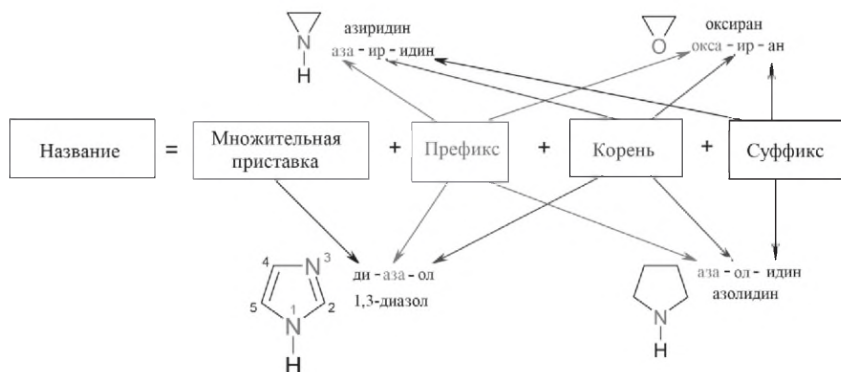 азиридин
аза - ир - идин
N
H
O
оксиран
окса - ир - ан
Название = Множительная приставка + Префикс + Корень + Суффикс
4
N 3
5
1
N
2
H
ди - аза - ол
1,3-диазол
N
H
аза - ол - идин
азолидин